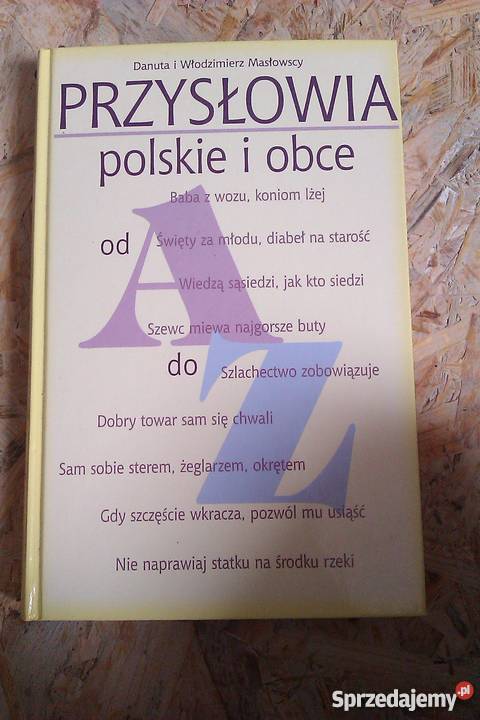 Danuta i Włodzimierz Masłowscy
PRZYSŁOWIA
polskie i obce
Baba z wozu, koniom lżej
od A
Święty za młodu, diabeł na starość
Wiedzą sąsiedzi, jak kto siedzi
Szewc miewa najgorsze buty
do Z
Szlachectwo zobowiązuje
Dobry towar sam się chwali
Sam sobie sterem, żeglarzem, okrętem
Gdy szczęście wkracza, pozwól mu usiąść
Nie naprawiaj statku na środku rzeki
Sprzedajemy.pl